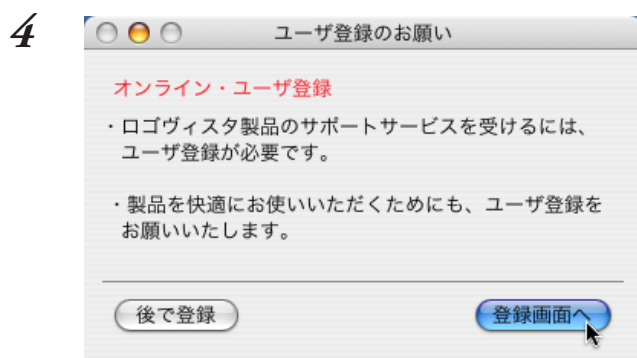 4
ユーザ登録のお願い
オンライン・ユーザ登録
・ロゴヴィスタ製品のサポートサービスを受けるには、
ユーザ登録が必要です。
・製品を快適にお使いいただくためにも、ユーザ登録を
お願いいたします。
後で登録
登録画面へ